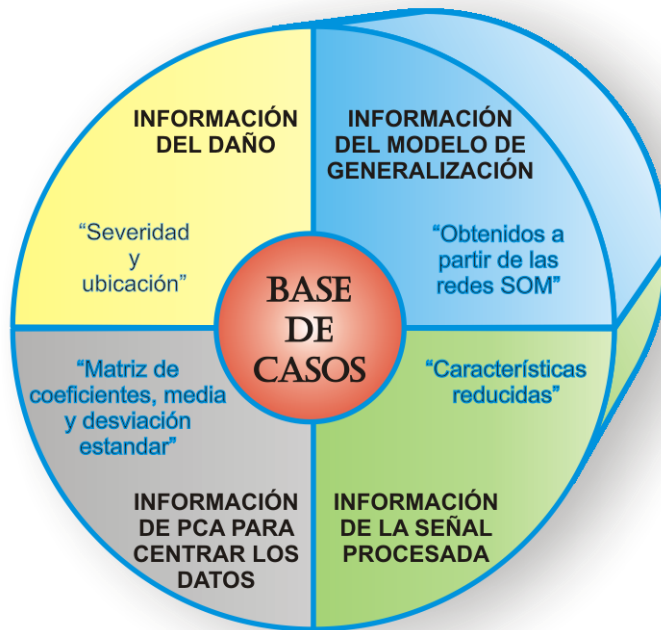 INFORMACIÓN
DEL DAÑO
“Severidad
y
ubicación”
INFORMACIÓN
DEL MODELO DE
GENERALIZACIÓN
“Obtenidos a
partir de las
redes SOM”
BASE
DE
CASOS
“Matriz de
coeficientes, media
y desviación
estandar”
INFORMACIÓN
DE PCA PARA
CENTRAR LOS
DATOS
“Características
reducidas”
INFORMACIÓN
DE LA SEÑAL
PROCESADA